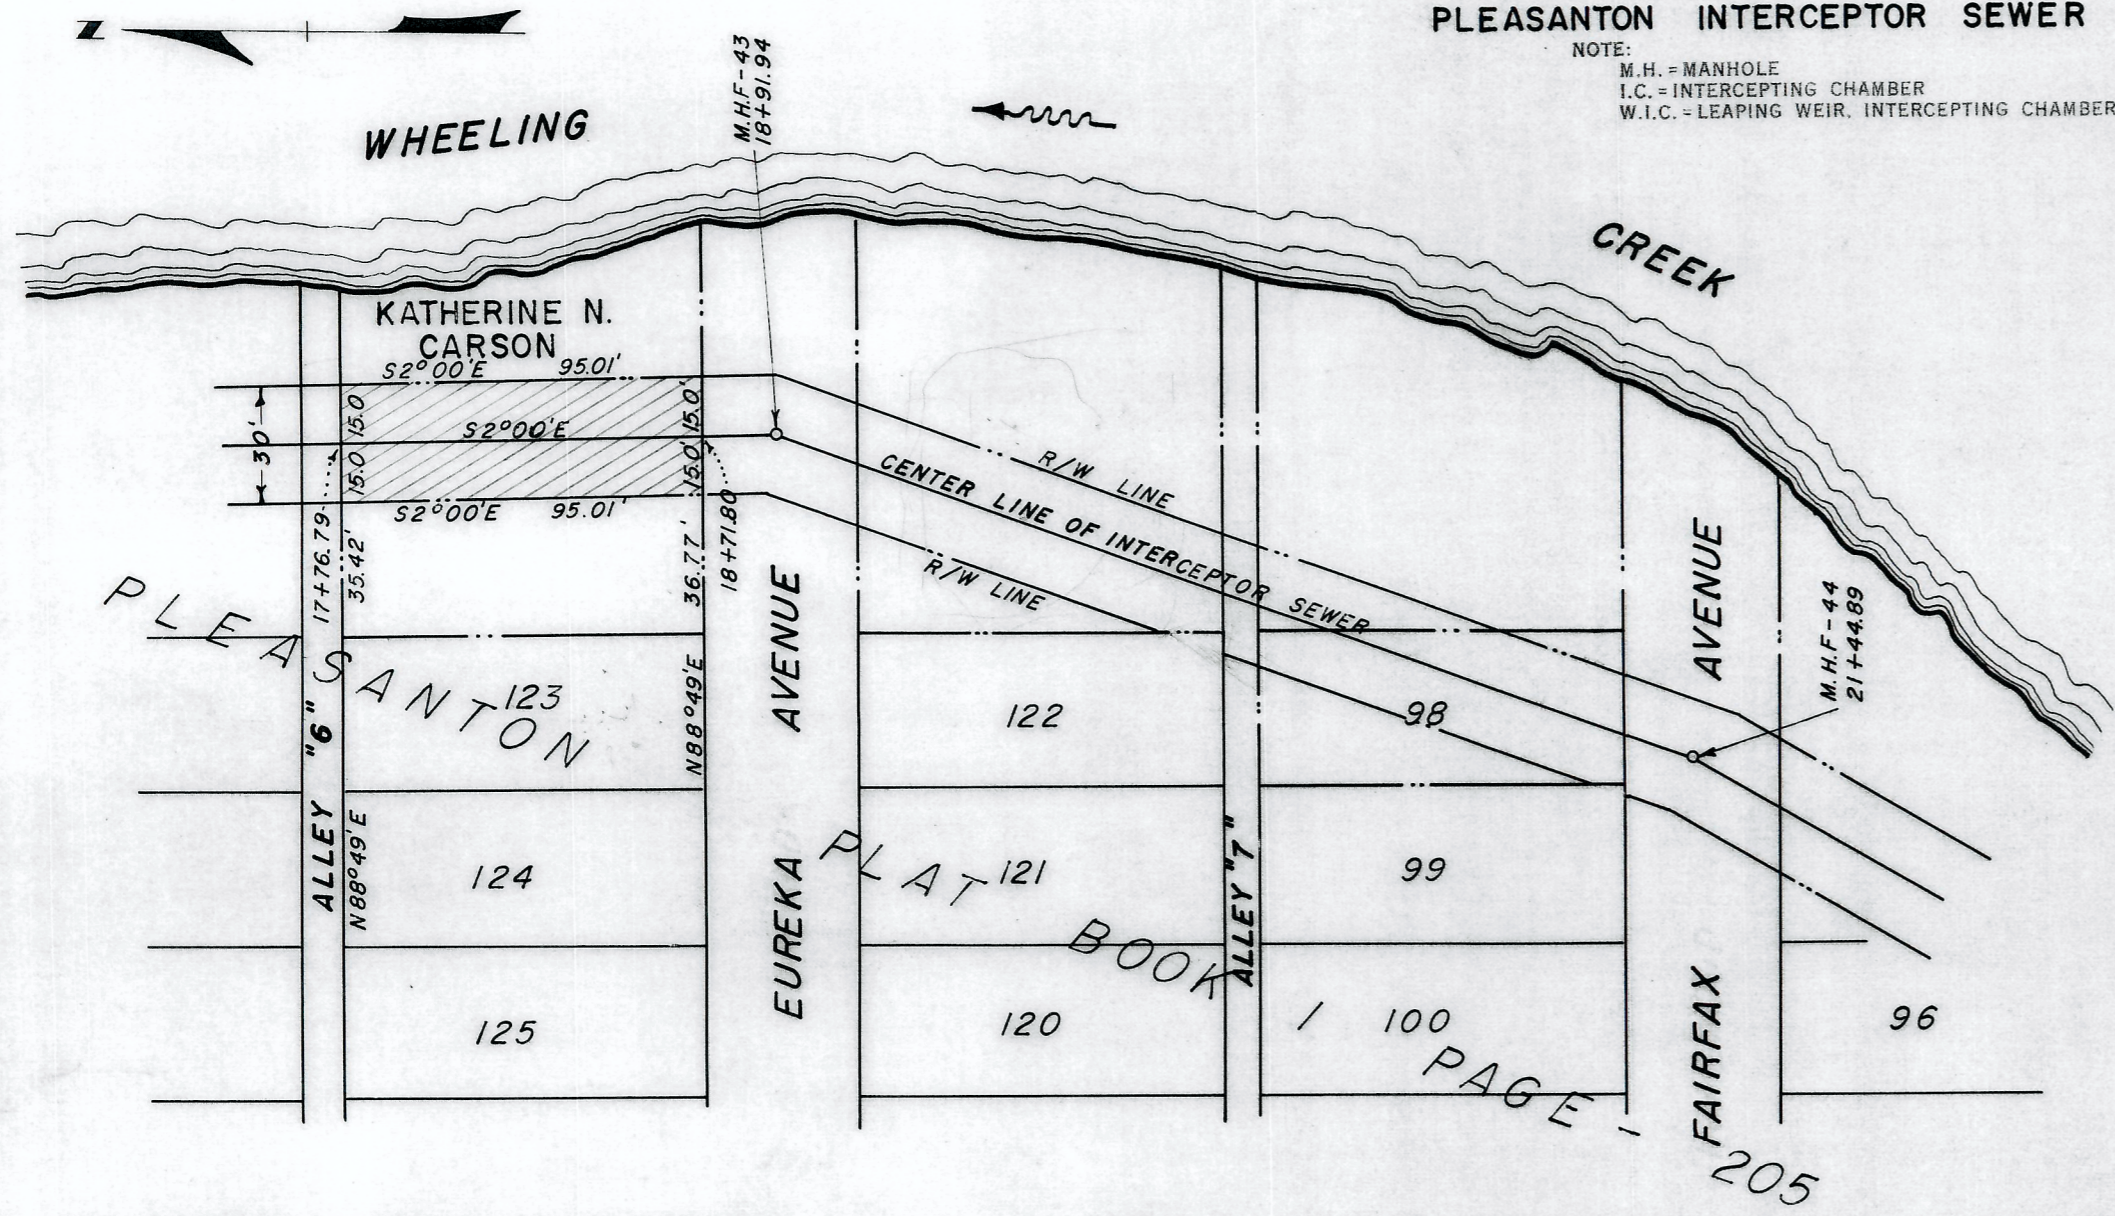 PLEASANTON INTERCEPTOR SEWER
NOTE:
M.H. = MANHOLE
I.C. = INTERCEPTING CHAMBER
W.I.C. = LEAPING WEIR, INTERCEPTING CHAMBER
Z
WHEELING
CREEK
M.H.F-43
18+91.94
KATHERINE N.
CARSON
S2°00'E 95.01'
15.0
15.0'
S2°00'E
30'
15.0
15.0'
S2°00'E 95.01'
17+76.79
35.42'
36.77'
18+71.80
R/W LINE
CENTER LINE OF INTERCEPTOR SEWER
R/W LINE
M.H.F-44
21+44.89
PLEASANTON
PLAT BOOK 1 PAGE 205
ALLEY "6"
N88°49'E
N88°49'E
EUREKA AVENUE
ALLEY "7"
FAIRFAX AVENUE
123
122
98
124
121
99
125
120
100
96